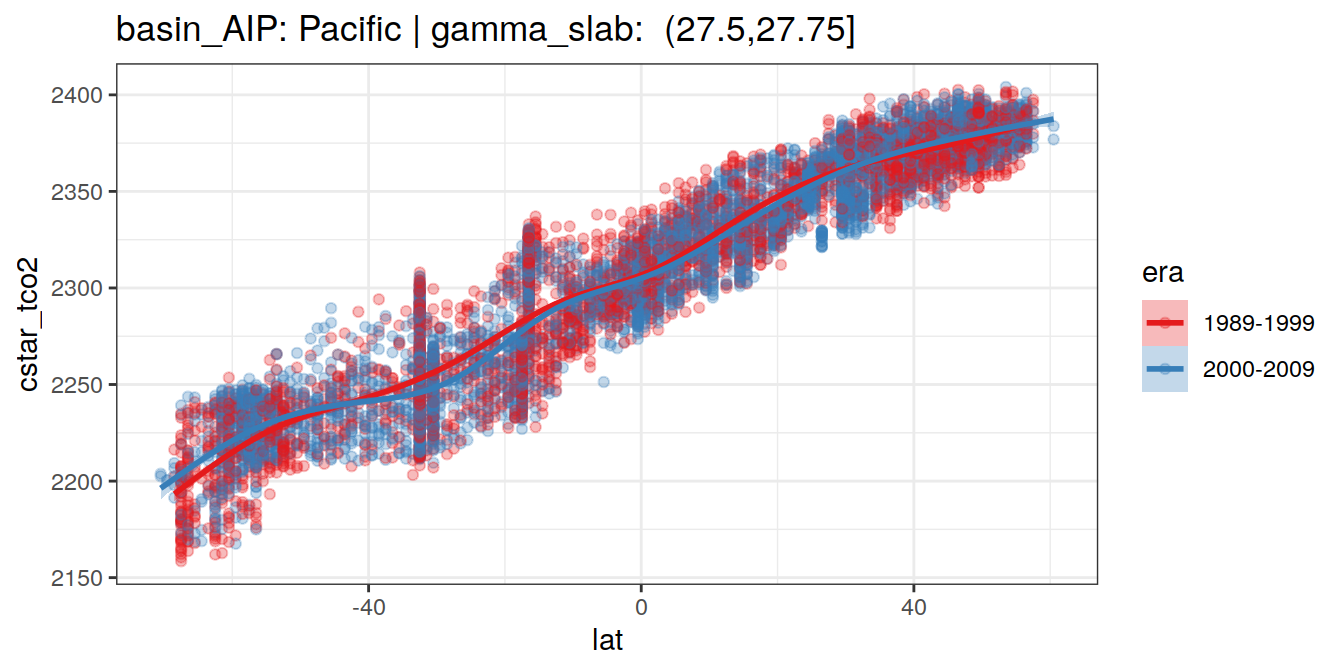 basin_AIP: Pacific | gamma_slab:  (27.5,27.75]
2400
2350
2300
2250
2200
2150
cstar_tco2
-40
0
40
lat
era
1989-1999
2000-2009